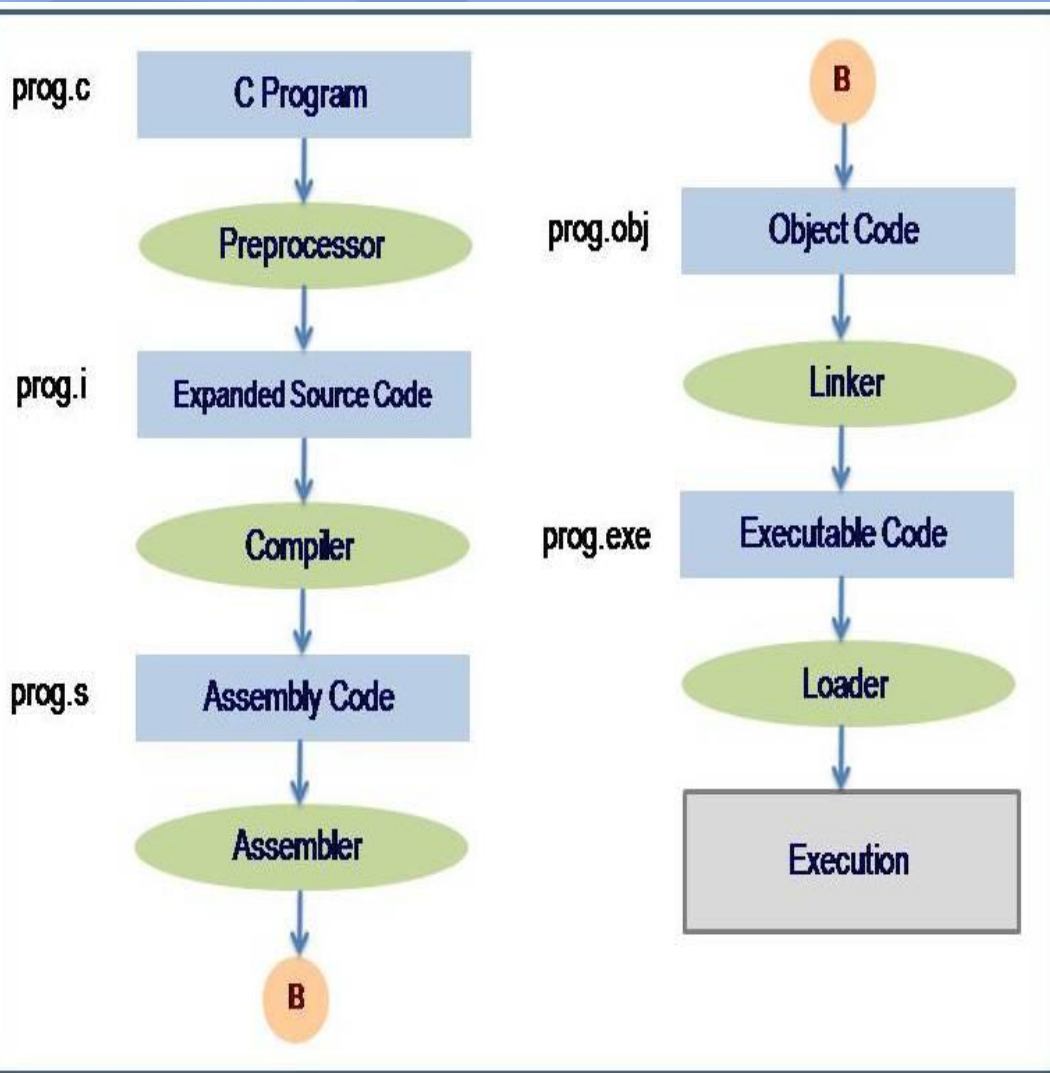 prog.c
C Program
Preprocessor
prog.i
Expanded Source Code
Compiler
prog.s
Assembly Code
Assembler
B
B
prog.obj
Object Code
Linker
prog.exe
Executable Code
Loader
Execution